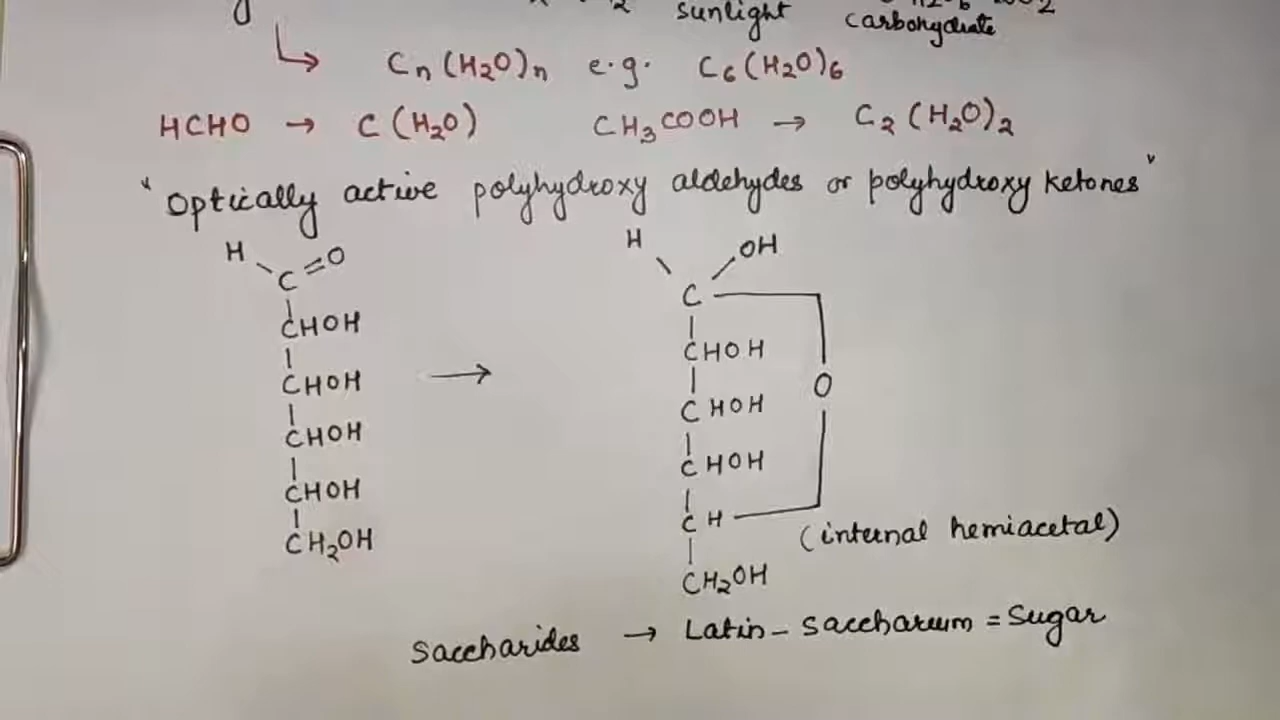 sunlight carbohydrate
↳ Cn(H2O)n e.g. C6(H2O)6
HCHO → C(H2O) CH3COOH → C2(H2O)2
"Optically active polyhydroxy aldehydes or polyhydroxy ketones"
H
C=O
CHOH
CHOH
CHOH
CHOH
CH2OH
→
H OH
C
CHOH
CHOH
O
CHOH
CH
CH2OH
(internal hemiacetal)
Saccharides → Latin - saccharum = Sugar